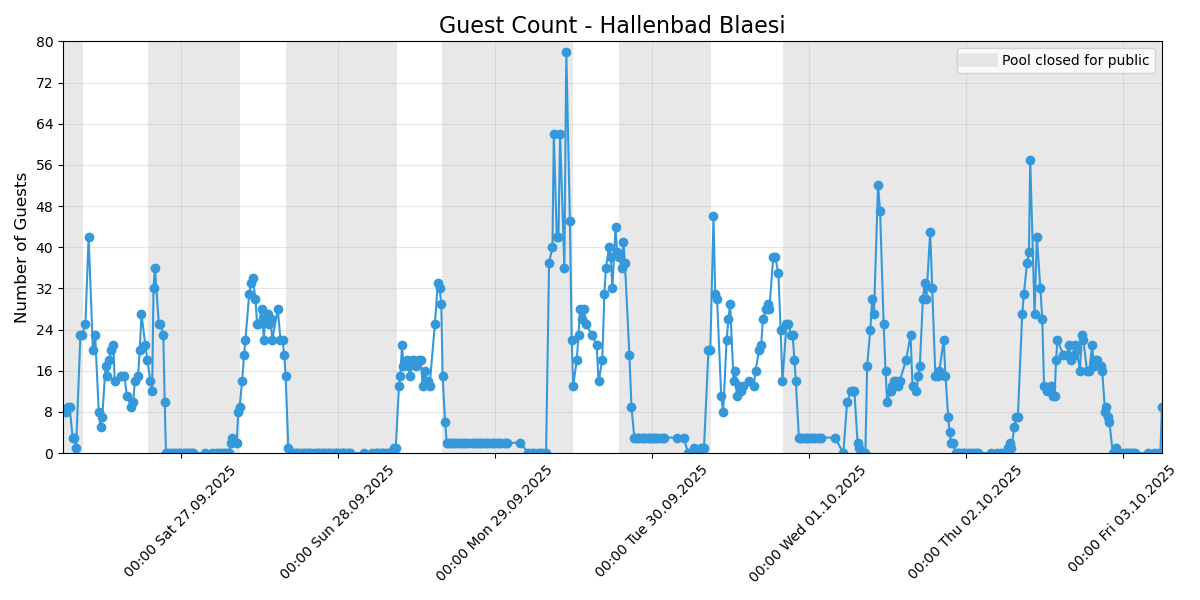 Guest Count - Hallenbad Blaesi
Pool closed for public
Number of Guests
80
72
64
56
48
40
32
24
16
8
0
00:00 Sat 27.09.2025
00:00 Sun 28.09.2025
00:00 Mon 29.09.2025
00:00 Tue 30.09.2025
00:00 Wed 01.10.2025
00:00 Thu 02.10.2025
00:00 Fri 03.10.2025